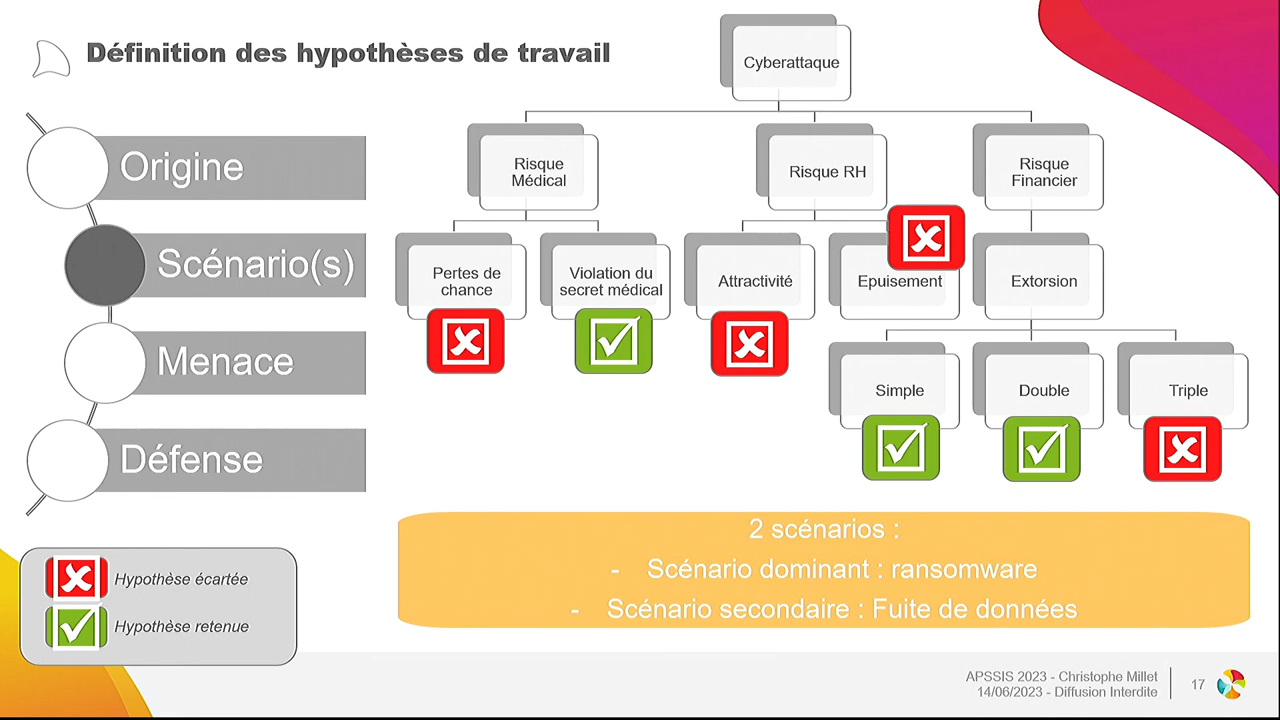 Définition des hypothèses de travail
Cyberattaque
Risque
Médical
Risque RH
Risque
Financier
Pertes de
chance
Violation du
secret médical
Attractivité
Epuisement
Extorsion
Simple
Double
Triple
Origine
Scénario(s)
Menace
Défense
2 scénarios :
- Scénario dominant : ransomware
- Scénario secondaire : Fuite de données
Hypothèse écartée
Hypothèse retenue
APSSIS 2023 - Christophe Millet
14/06/2023 - Diffusion Interdite
17